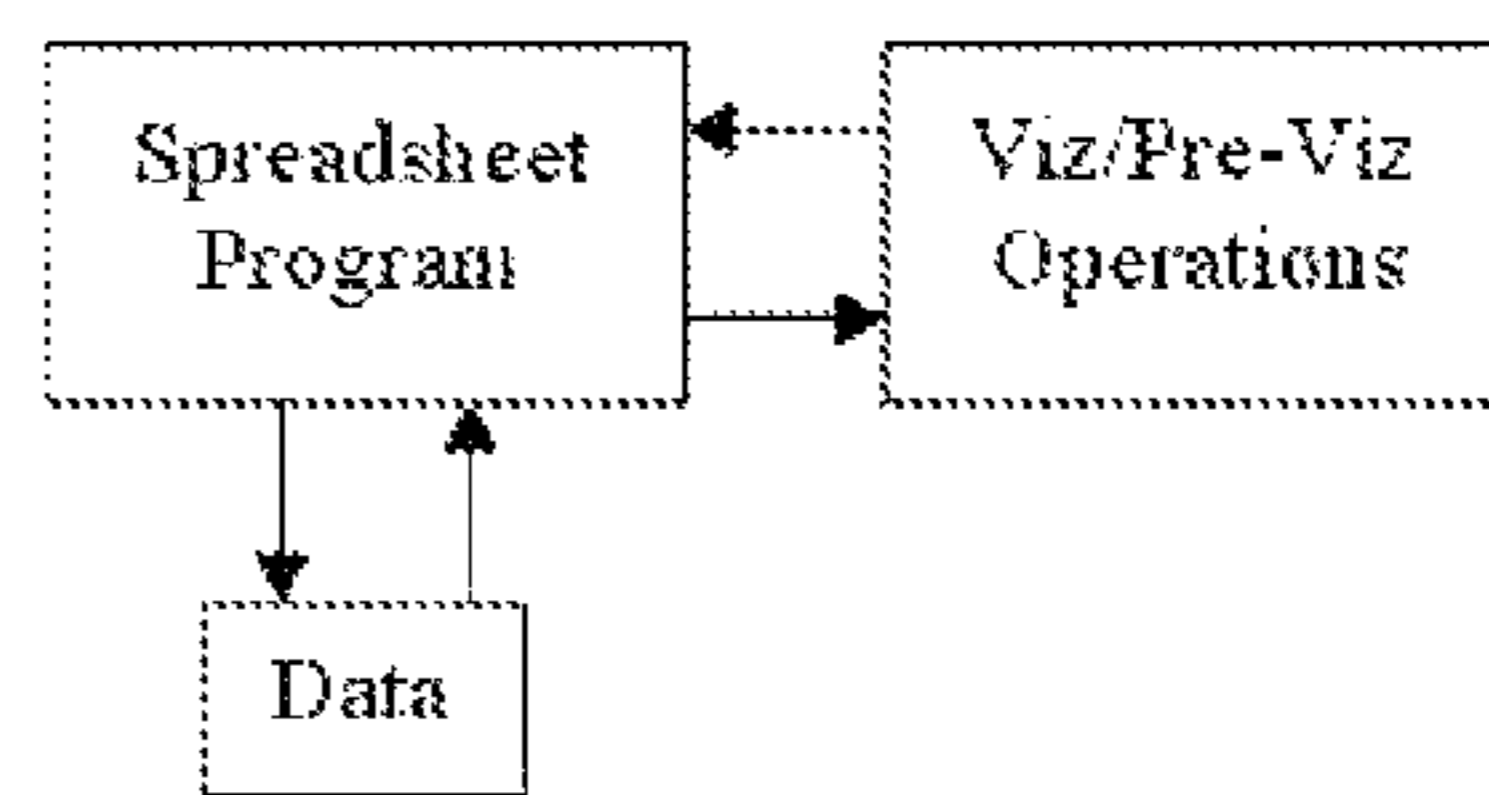 Spreadsheet
Program
Viz/Pre-Viz
Operations
Data